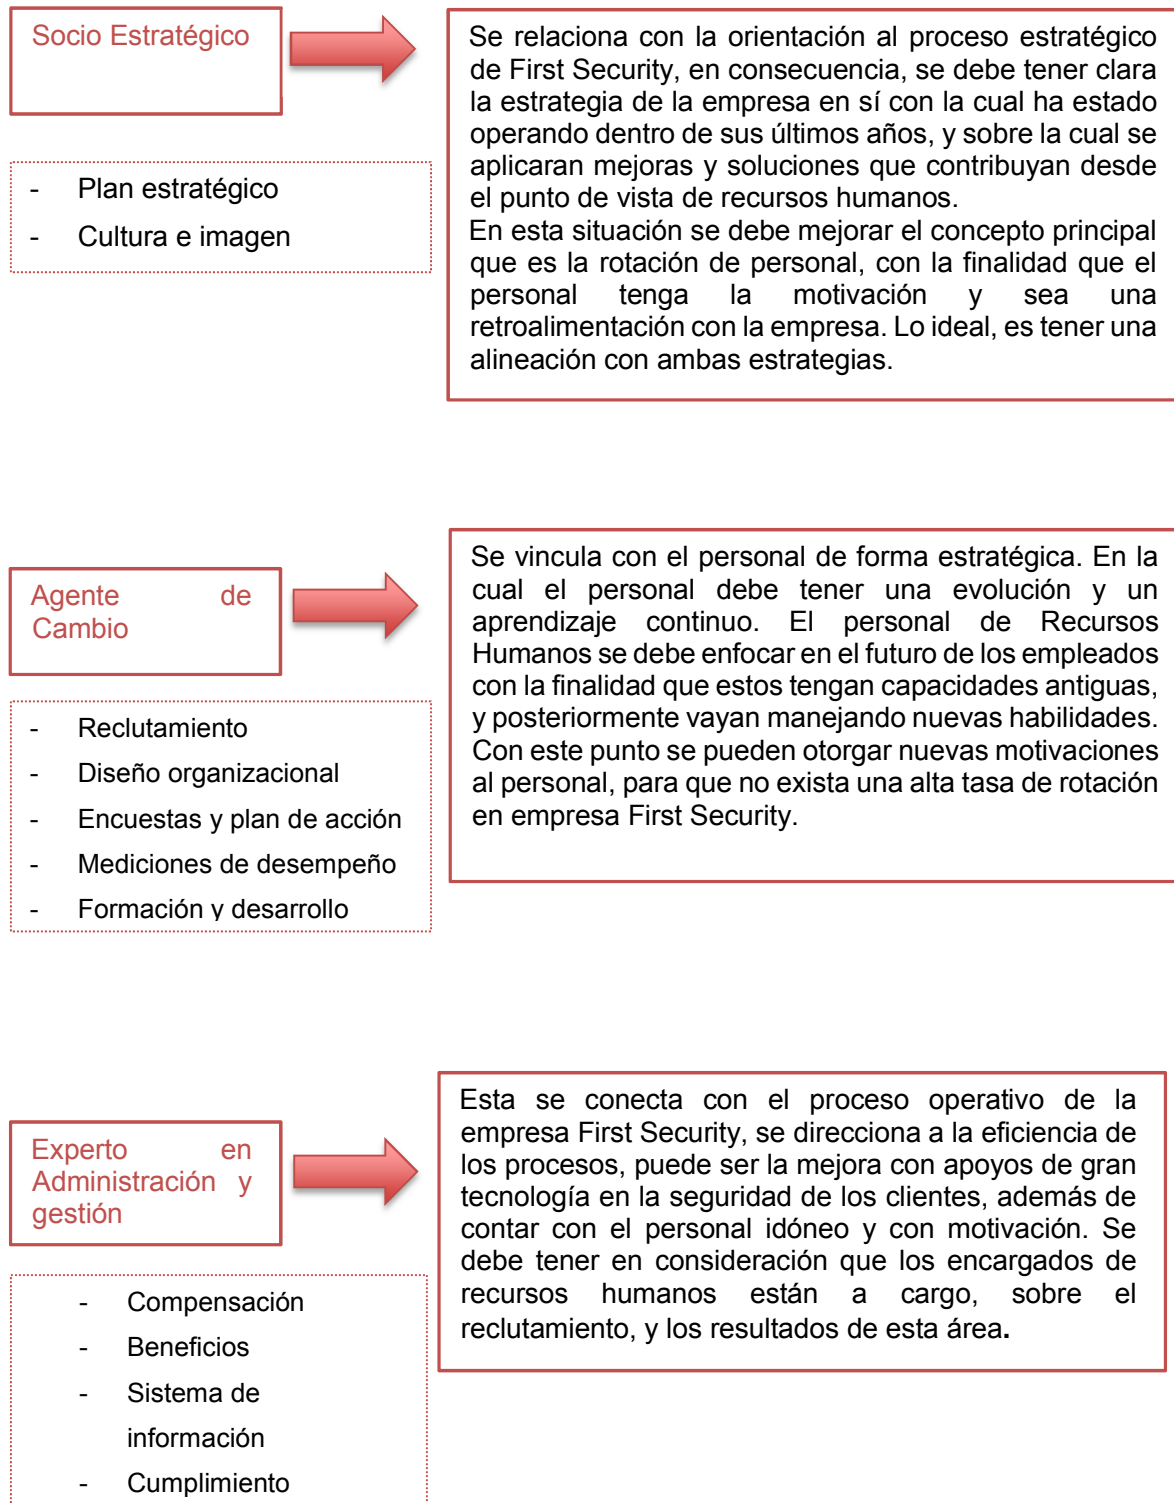 Socio Estratégico
Se relaciona con la orientación al proceso estratégico
de First Security, en consecuencia, se debe tener clara
la estrategia de la empresa en sí con la cual ha estado
operando dentro de sus últimos años, y sobre la cual se
aplicaran mejoras y soluciones que contribuyan desde
el punto de vista de recursos humanos.
En esta situación se debe mejorar el concepto principal
que es la rotación de personal, con la finalidad que el
personal tenga la motivación y sea una
retroalimentación con la empresa. Lo ideal, es tener una
alineación con ambas estrategias.
- Plan estratégico
- Cultura e imagen
Agente de
Cambio
Se vincula con el personal de forma estratégica. En la
cual el personal debe tener una evolución y un
aprendizaje continuo. El personal de Recursos
Humanos se debe enfocar en el futuro de los empleados
con la finalidad que estos tengan capacidades antiguas,
y posteriormente vayan manejando nuevas habilidades.
Con este punto se pueden otorgar nuevas motivaciones
al personal, para que no exista una alta tasa de rotación
en empresa First Security.
- Reclutamiento
- Diseño organizacional
- Encuestas y plan de acción
- Mediciones de desempeño
- Formación y desarrollo
Experto en
Administración y
gestión
Esta se conecta con el proceso operativo de la
empresa First Security, se direcciona a la eficiencia de
los procesos, puede ser la mejora con apoyos de gran
tecnología en la seguridad de los clientes, además de
contar con el personal idóneo y con motivación. Se
debe tener en consideración que los encargados de
recursos humanos están a cargo, sobre el
reclutamiento, y los resultados de esta área.
- Compensación
- Beneficios
- Sistema de
información
- Cumplimiento